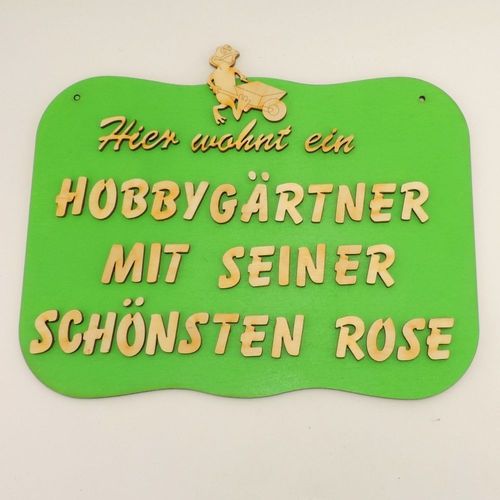 Hier wohnt ein
HOBBYGÄRTNER
MIT SEINER
SCHÖNSTEN ROSE